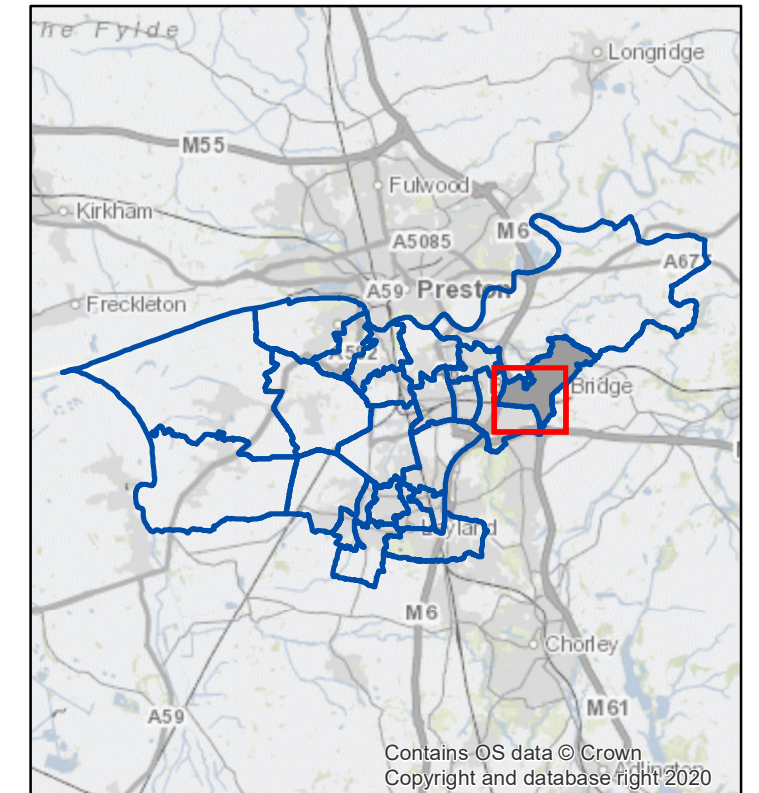 he Fylde
Longridge
M55
Fulwood
Kirkham
M6
A5085
A67
A59
Preston
Freckleton
A582
Bridge
Leyland
M6
Chorley
M61
A59
Contains OS data © Crown
Adlington
Copyright and database right 2020